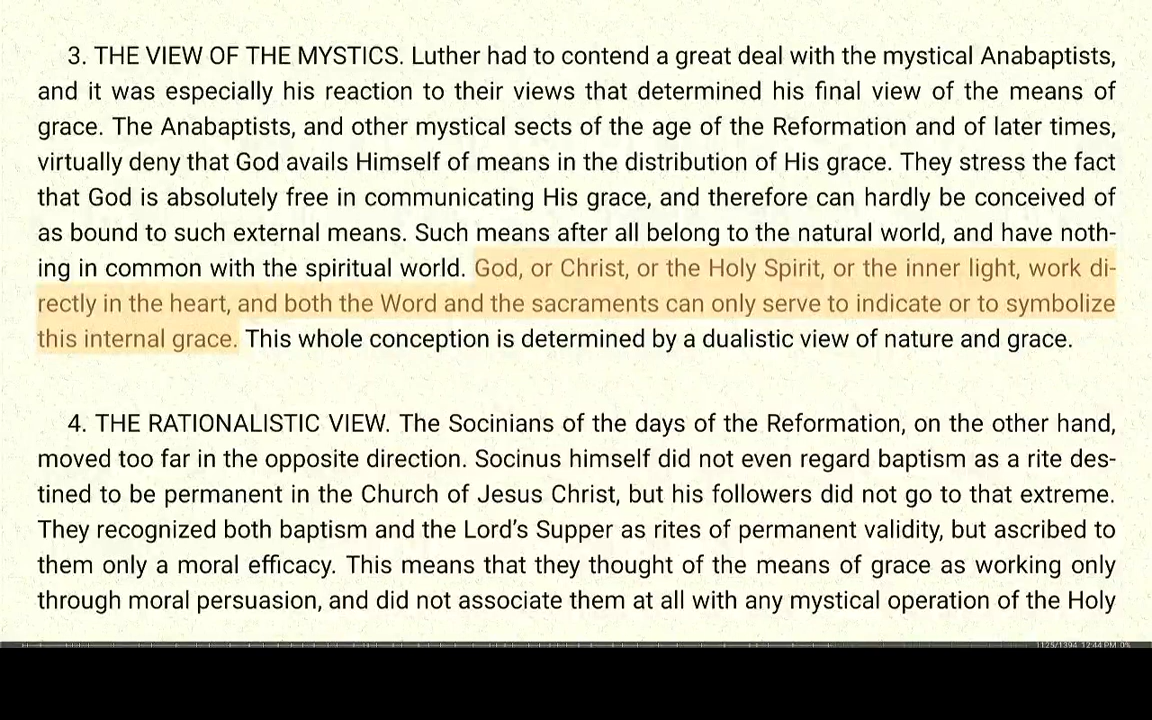 3. THE VIEW OF THE MYSTICS. Luther had to contend a great deal with the mystical Anabaptists,
and it was especially his reaction to their views that determined his final view of the means of
grace. The Anabaptists, and other mystical sects of the age of the Reformation and of later times,
virtually deny that God avails Himself of means in the distribution of His grace. They stress the fact
that God is absolutely free in communicating His grace, and therefore can hardly be conceived of
as bound to such external means. Such means after all belong to the natural world, and have noth-
ing in common with the spiritual world. God, or Christ, or the Holy Spirit, or the inner light, work di-
rectly in the heart, and both the Word and the sacraments can only serve to indicate or to symbolize
this internal grace. This whole conception is determined by a dualistic view of nature and grace.
4. THE RATIONALISTIC VIEW. The Socinians of the days of the Reformation, on the other hand,
moved too far in the opposite direction. Socinus himself did not even regard baptism as a rite des-
tined to be permanent in the Church of Jesus Christ, but his followers did not go to that extreme.
They recognized both baptism and the Lord’s Supper as rites of permanent validity, but ascribed to
them only a moral efficacy. This means that they thought of the means of grace as working only
through moral persuasion, and did not associate them at all with any mystical operation of the Holy
1125/1394 12:44 PM 0%